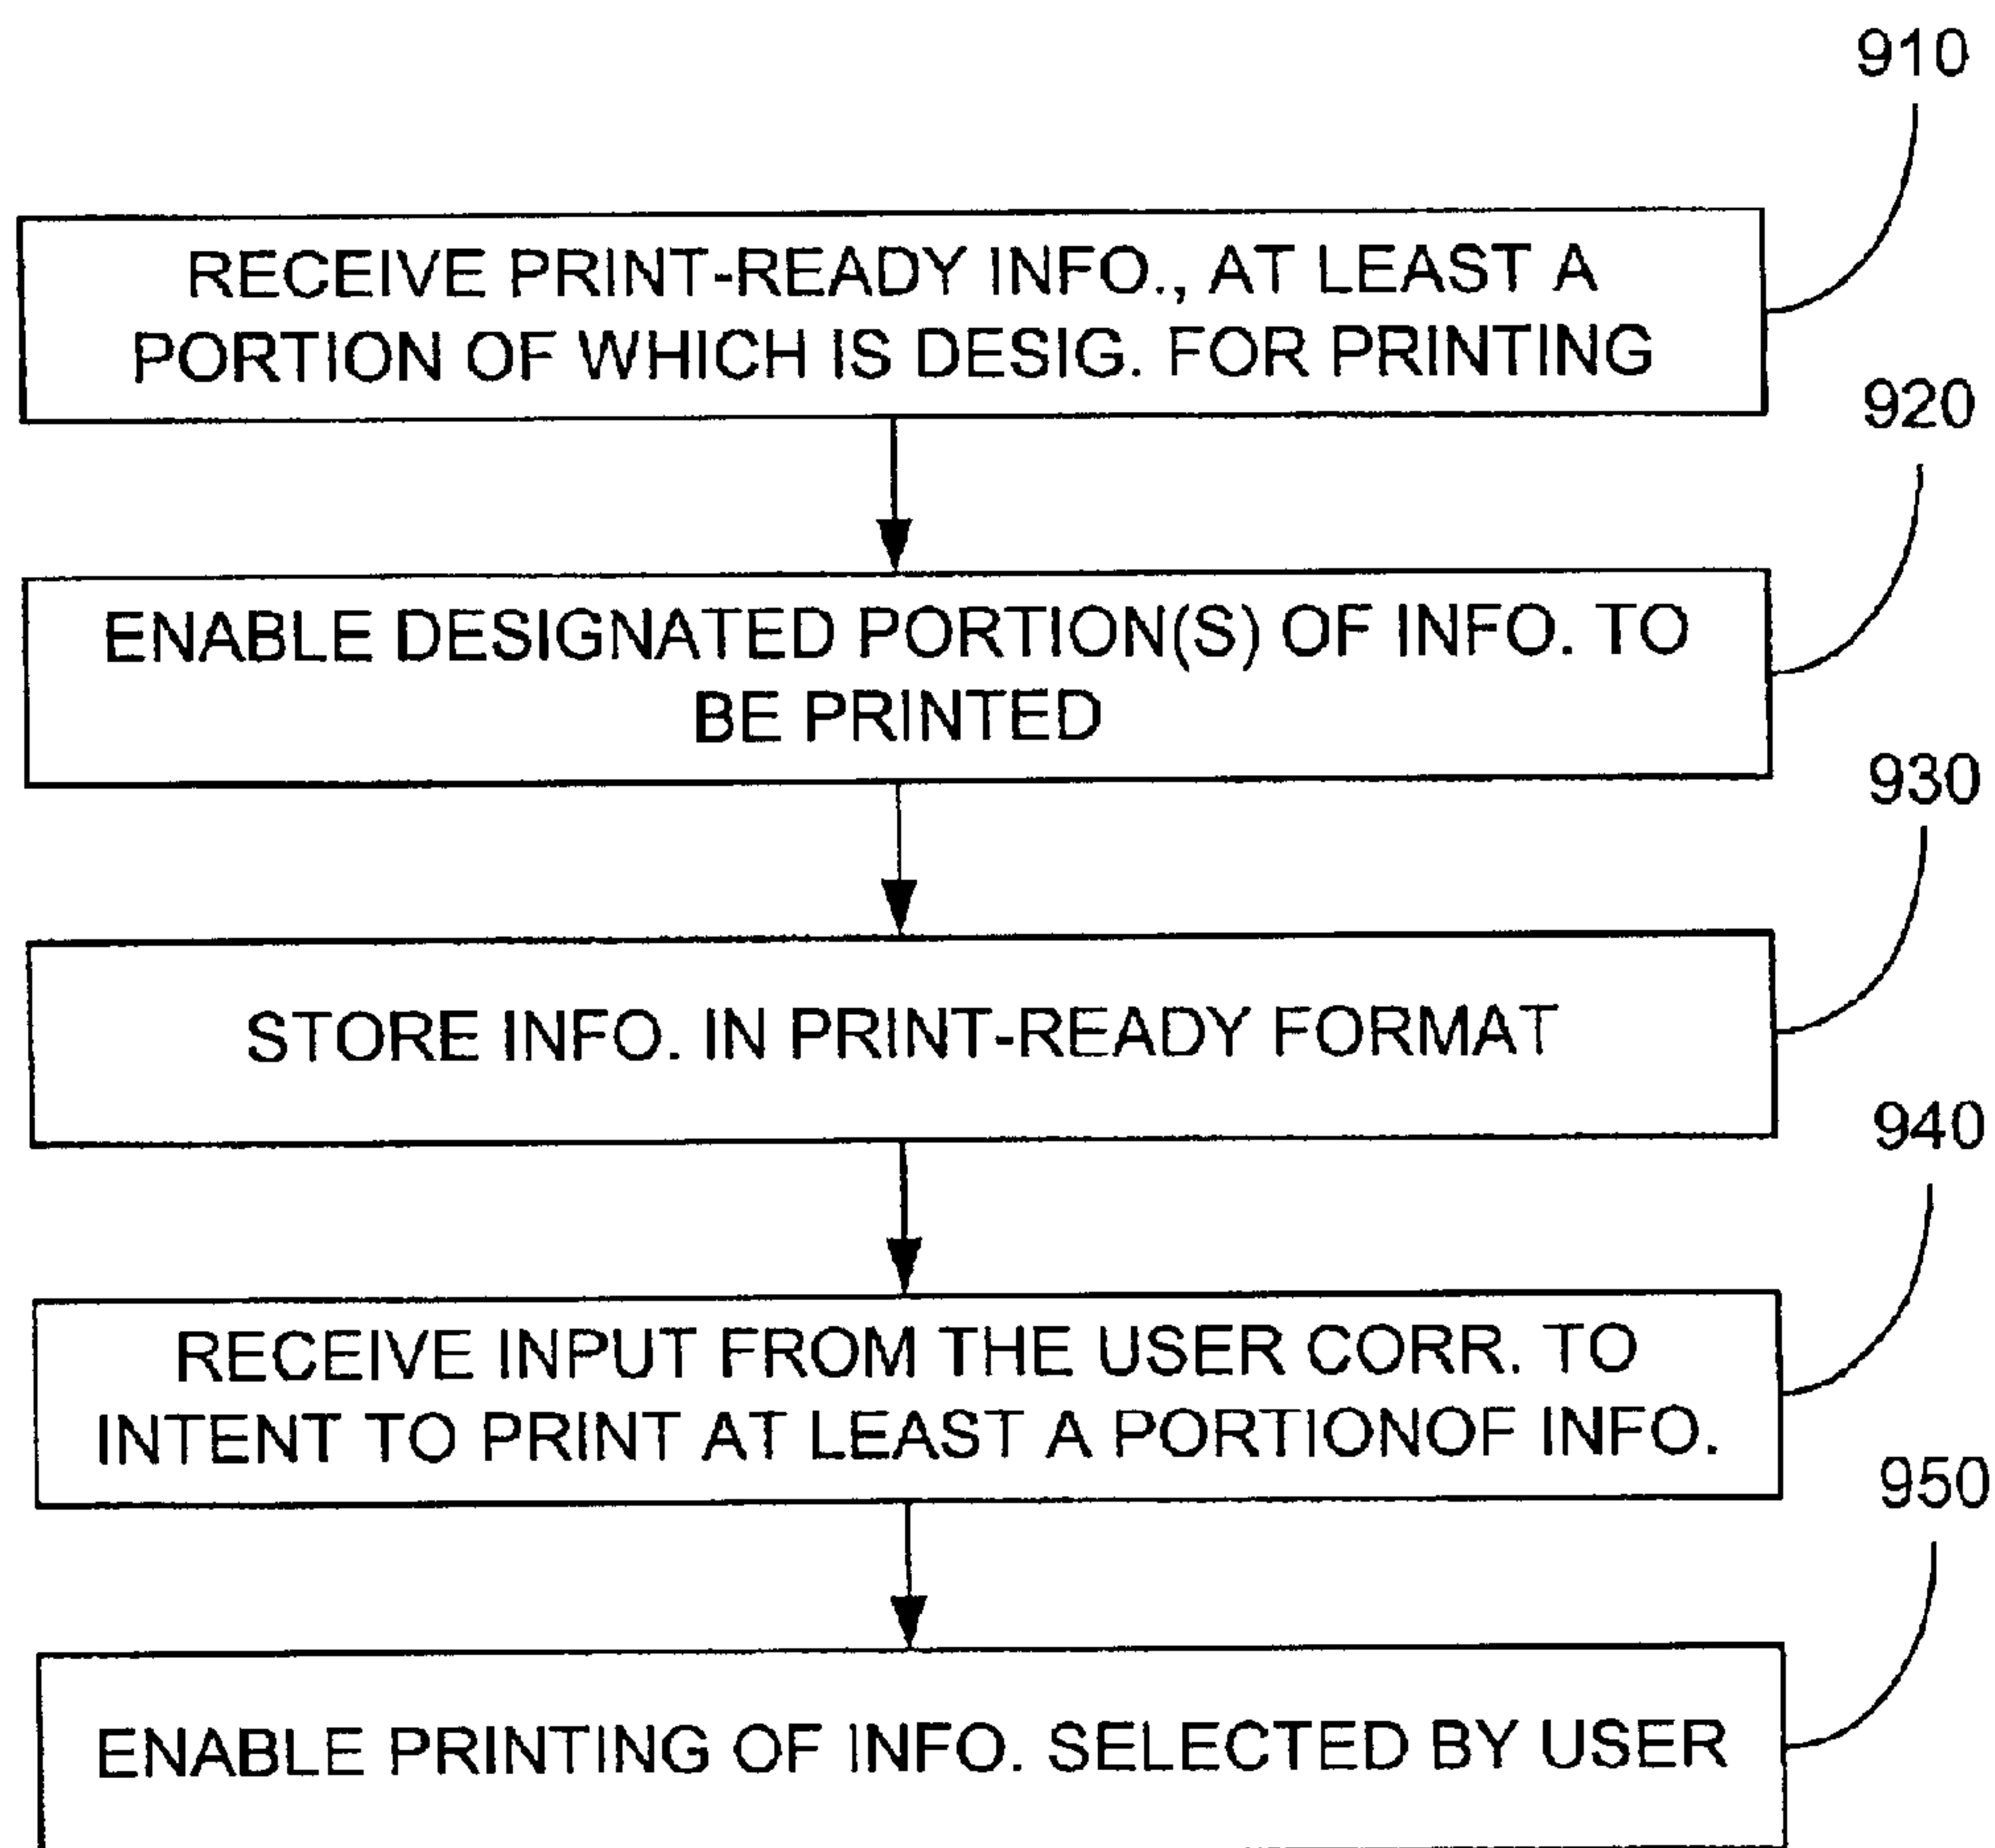 910
RECEIVE PRINT-READY INFO., AT LEAST A
PORTION OF WHICH IS DESIG. FOR PRINTING
920
ENABLE DESIGNATED PORTION(S) OF INFO. TO
BE PRINTED
930
STORE INFO. IN PRINT-READY FORMAT
940
RECEIVE INPUT FROM THE USER CORR. TO
INTENT TO PRINT AT LEAST A PORTIONOF INFO.
950
ENABLE PRINTING OF INFO. SELECTED BY USER